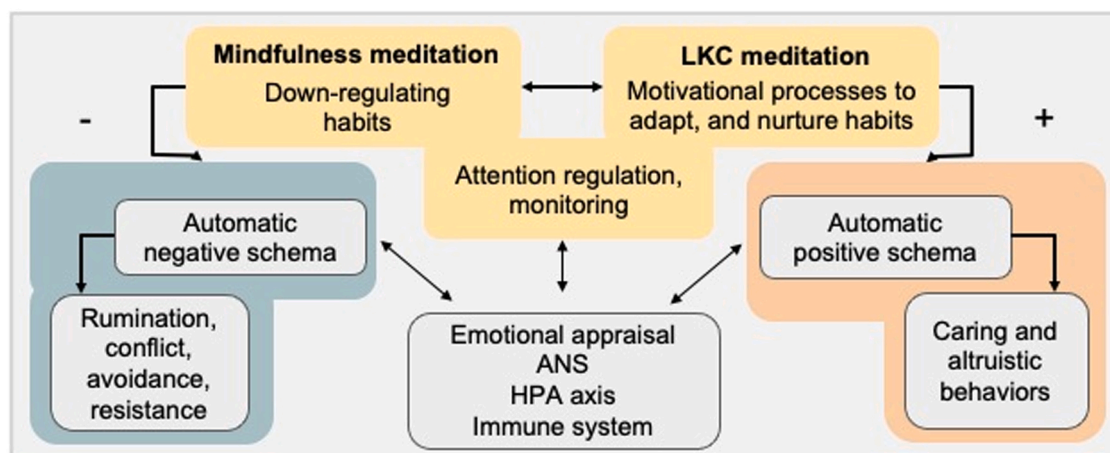 Mindfulness meditation
Down-regulating
habits
LKC meditation
Motivational processes to
adapt, and nurture habits
-
+
Attention regulation,
monitoring
Automatic
negative schema
Rumination,
conflict,
avoidance,
resistance
Emotional appraisal
ANS
HPA axis
Immune system
Automatic
positive schema
Caring and
altruistic
behaviors